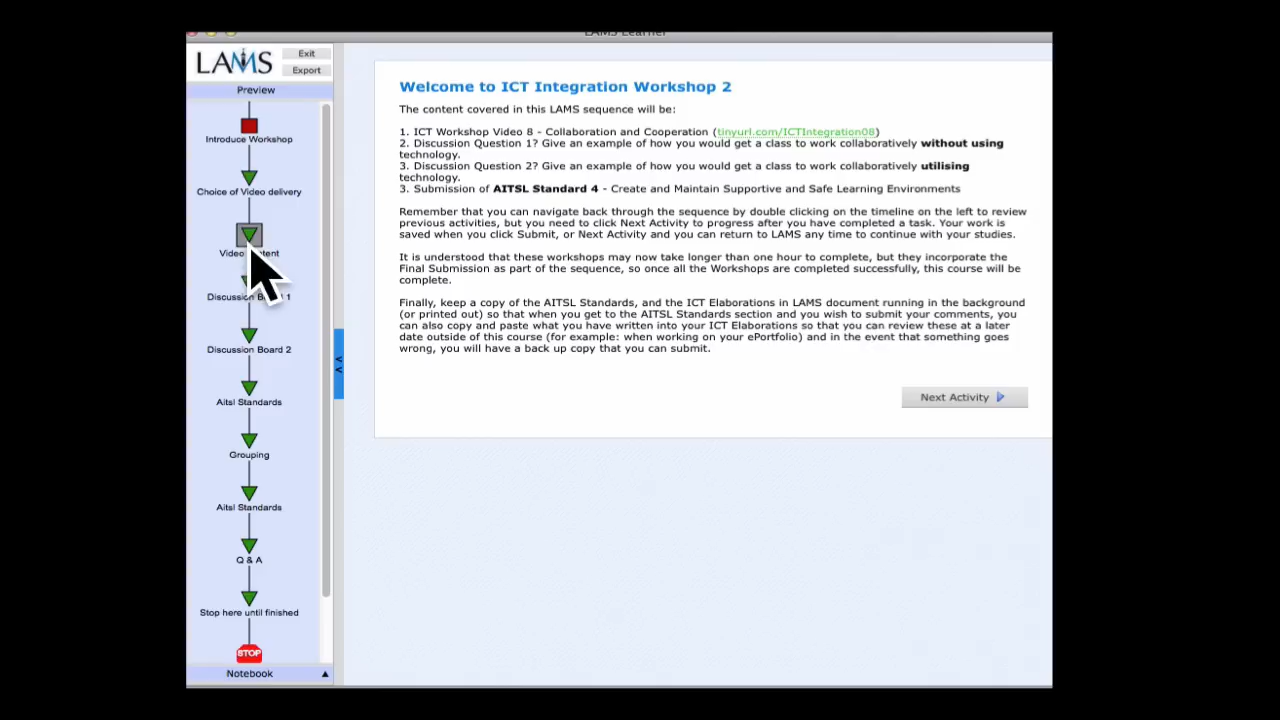 LAMS Learner
LAMS
Exit
Export
Preview
Introduce Workshop
Choice of Video delivery
Discussion Board 2
Aitsl Standards
Grouping
Aitsl Standards
Q & A
Stop here until finished
STOP
Notebook
Welcome to ICT Integration Workshop 2
The content covered in this LAMS sequence will be:
1. ICT Workshop Video 8 - Collaboration and Cooperation (tinyurl.com/ICTIntegration08)
2. Discussion Question 1? Give an example of how you would get a class to work collaboratively without using
technology.
3. Discussion Question 2? Give an example of how you would get a class to work collaboratively utilising
technology.
3. Submission of AITSL Standard 4 - Create and Maintain Supportive and Safe Learning Environments
Remember that you can navigate back through the sequence by double clicking on the timeline on the left to review
previous activities, but you need to click Next Activity to progress after you have completed a task. Your work is
saved when you click Submit, or Next Activity and you can return to LAMS any time to continue with your studies.
It is understood that these workshops may now take longer than one hour to complete, but they incorporate the
Final Submission as part of the sequence, so once all the Workshops are completed successfully, this course will be
complete.
Finally, keep a copy of the AITSL Standards, and the ICT Elaborations in LAMS document running in the background
(or printed out) so that when you get to the AITSL Standards section and you wish to submit your comments, you
can also copy and paste what you have written into your ICT Elaborations so that you can review these at a later
date outside of this course (for example: when working on your ePortfolio) and in the event that something goes
wrong, you will have a back up copy that you can submit.
Next Activity